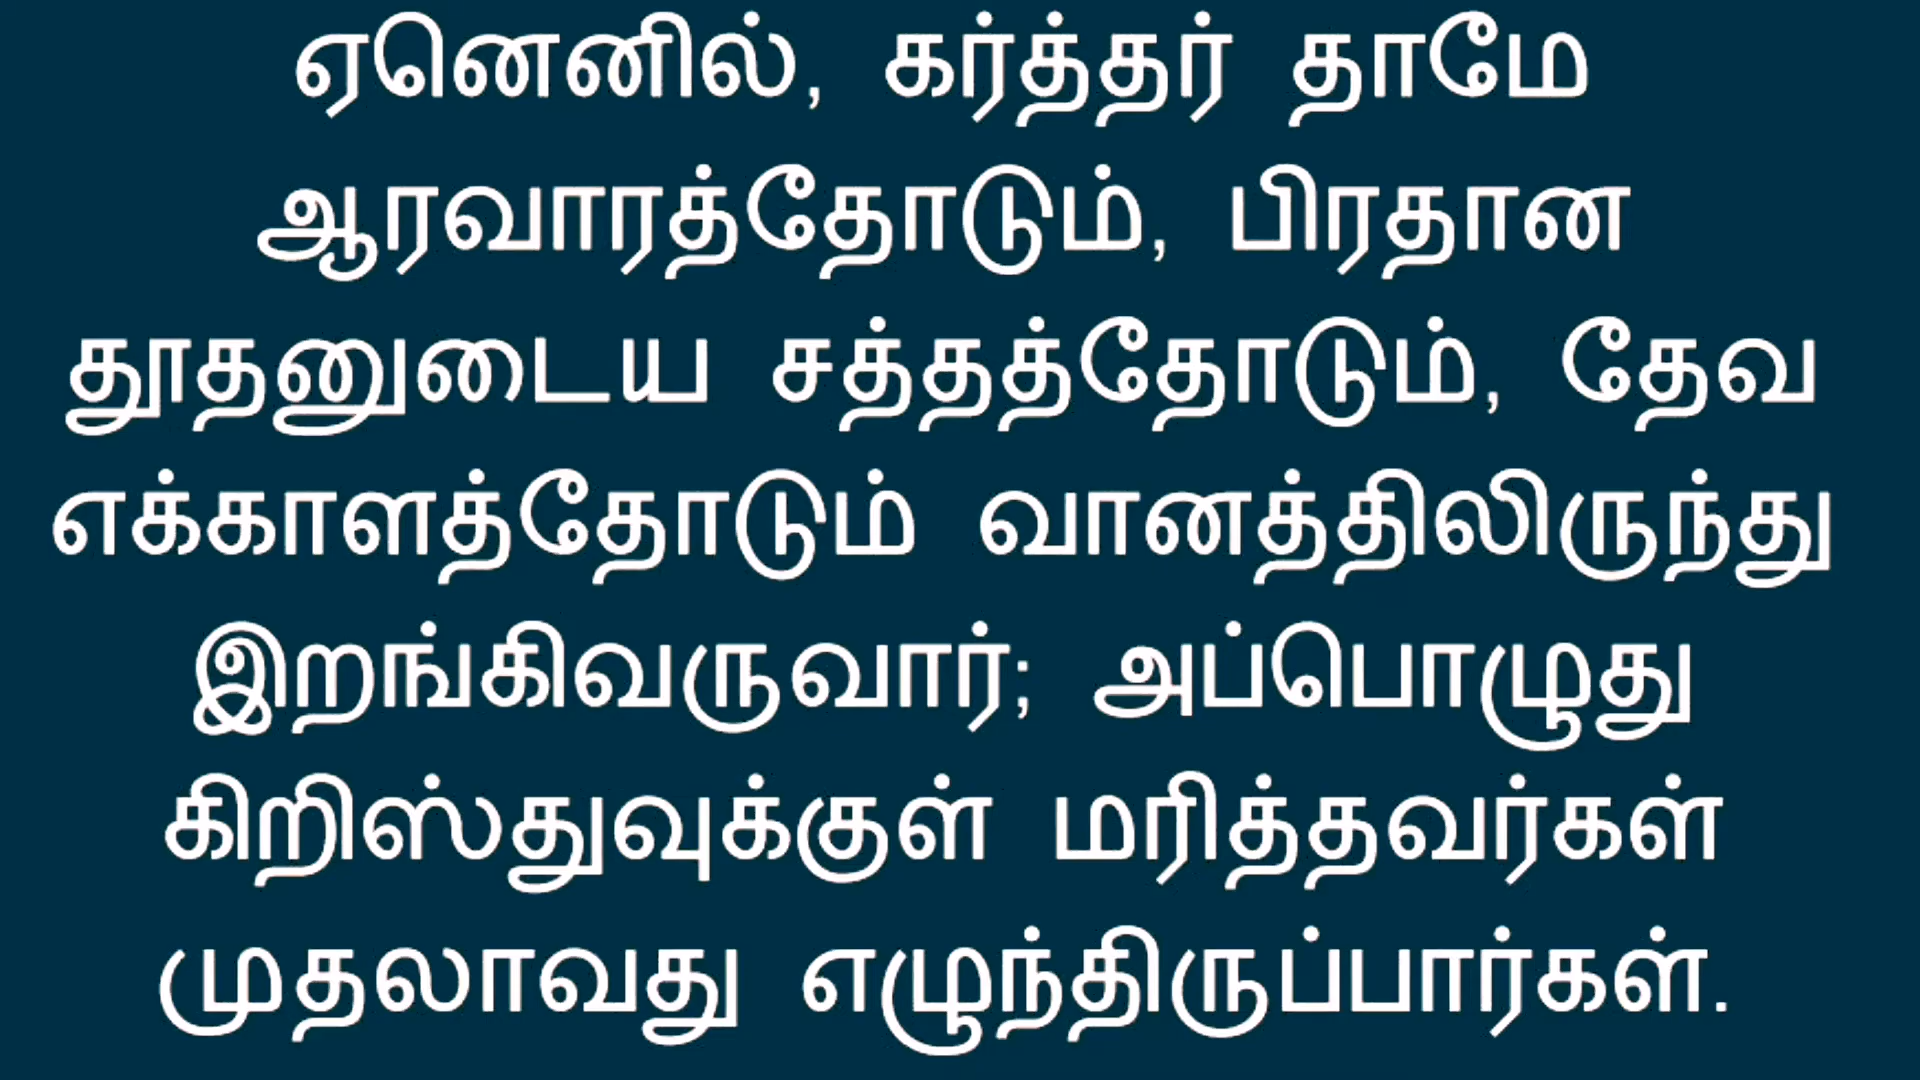 ஏனெனில், கர்த்தர் தாமே
ஆரவாரத்தோடும், பிரதான
தூதனுடைய சத்தத்தோடும், தேவ
எக்காளத்தோடும் வானத்திலிருந்து
இறங்கிவருவார்; அப்பொழுது
கிறிஸ்துவுக்குள் மரித்தவர்கள்
முதலாவது எழுந்திருப்பார்கள்.